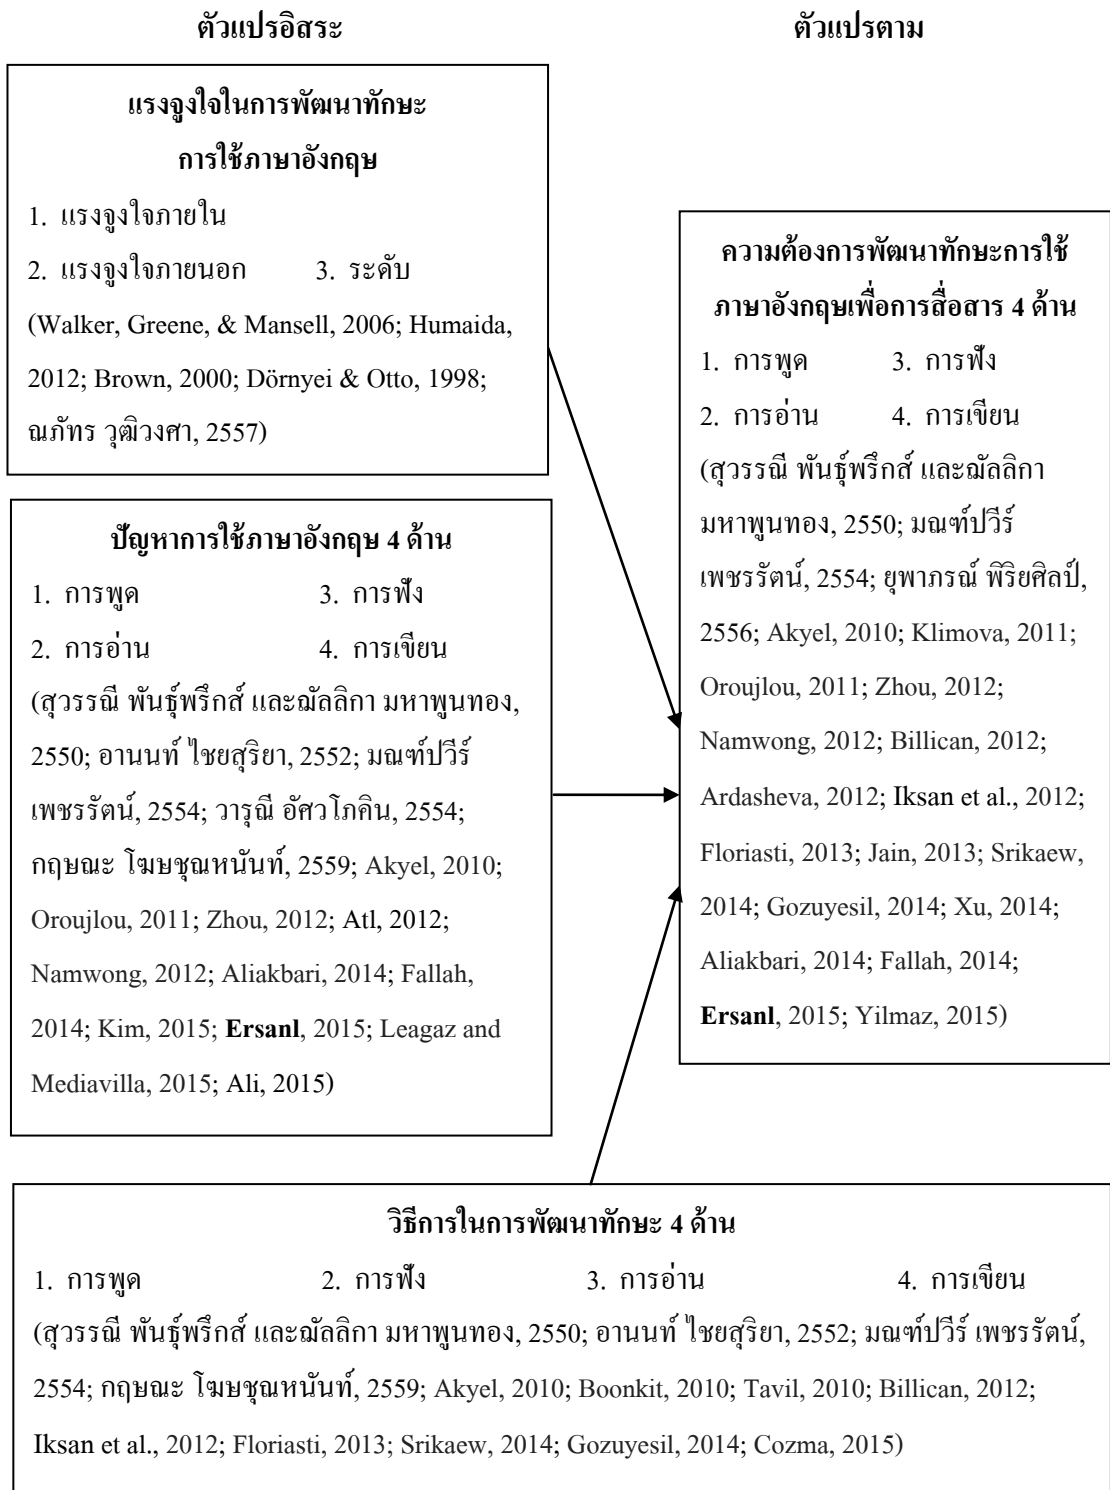 ตัวแปรอิสระ
ตัวแปรตาม
แรงจูงใจในการพัฒนาทักษะ
การใช้ภาษาอังกฤษ
1. แรงจูงใจภายใน
2. แรงจูงใจภายนอก 3. ระดับ
(Walker, Greene, & Mansell, 2006; Humaida,
2012; Brown, 2000; Dörnyei & Otto, 1998;
ณภัทร วุฒิวงศา, 2557)
ปัญหาการใช้ภาษาอังกฤษ 4 ด้าน
1. การพูด 3. การฟัง
2. การอ่าน 4. การเขียน
(สุวรรณี พันธุ์พรึกส์ และฌัลลิกา มหาพูนทอง,
2550; อานนท์ ไชยสุริยา, 2552; มณฑ์ปวีร์
เพชรรัตน์, 2554; วารุณี อัศวโภคิน, 2554;
กฤษณะ โฆษชุณหนันท์, 2559; Akyel, 2010;
Oroujlou, 2011; Zhou, 2012; Atl, 2012;
Namwong, 2012; Aliakbari, 2014; Fallah,
2014; Kim, 2015; Ersanl, 2015; Leagaz and
Mediavilla, 2015; Ali, 2015)
ความต้องการพัฒนาทักษะการใช้
ภาษาอังกฤษเพื่อการสื่อสาร 4 ด้าน
1. การพูด 3. การฟัง
2. การอ่าน 4. การเขียน
(สุวรรณี พันธุ์พรึกส์ และฌัลลิกา
มหาพูนทอง, 2550; มณฑ์ปวีร์
เพชรรัตน์, 2554; ยุพาภรณ์ พิริยศิลป์,
2556; Akyel, 2010; Klimova, 2011;
Oroujlou, 2011; Zhou, 2012;
Namwong, 2012; Billican, 2012;
Ardasheva, 2012; Iksan et al., 2012;
Floriasti, 2013; Jain, 2013; Srikaew,
2014; Gozuyesil, 2014; Xu, 2014;
Aliakbari, 2014; Fallah, 2014;
Ersanl, 2015; Yilmaz, 2015)
วิธีการในการพัฒนาทักษะ 4 ด้าน
1. การพูด 2. การฟัง 3. การอ่าน 4. การเขียน
(สุวรรณี พันธุ์พรึกส์ และฌัลลิกา มหาพูนทอง, 2550; อานนท์ ไชยสุริยา, 2552; มณฑ์ปวีร์ เพชรรัตน์,
2554; กฤษณะ โฆษชุณหนันท์, 2559; Akyel, 2010; Boonkit, 2010; Tavil, 2010; Billican, 2012;
Iksan et al., 2012; Floriasti, 2013; Srikaew, 2014; Gozuyesil, 2014; Cozma, 2015)